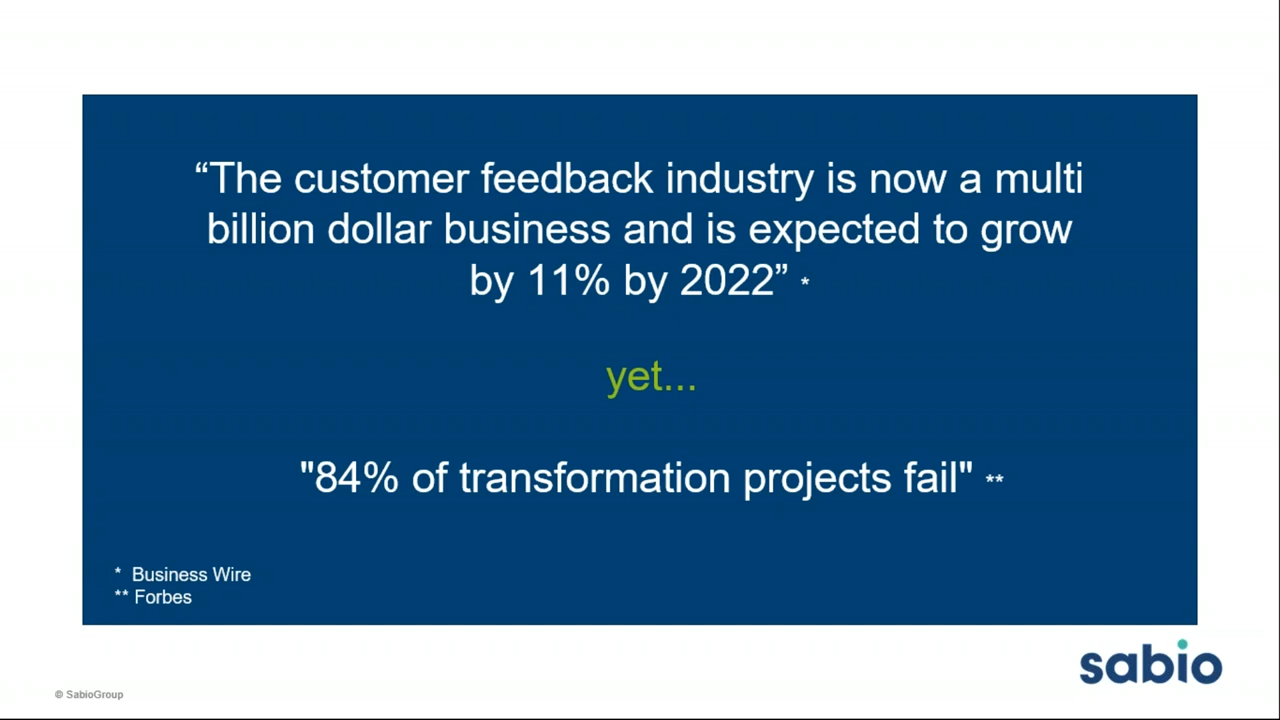 “The customer feedback industry is now a multi
billion dollar business and is expected to grow
by 11% by 2022” *
yet...
"84% of transformation projects fail" **
* Business Wire
** Forbes
sabio
© SabioGroup